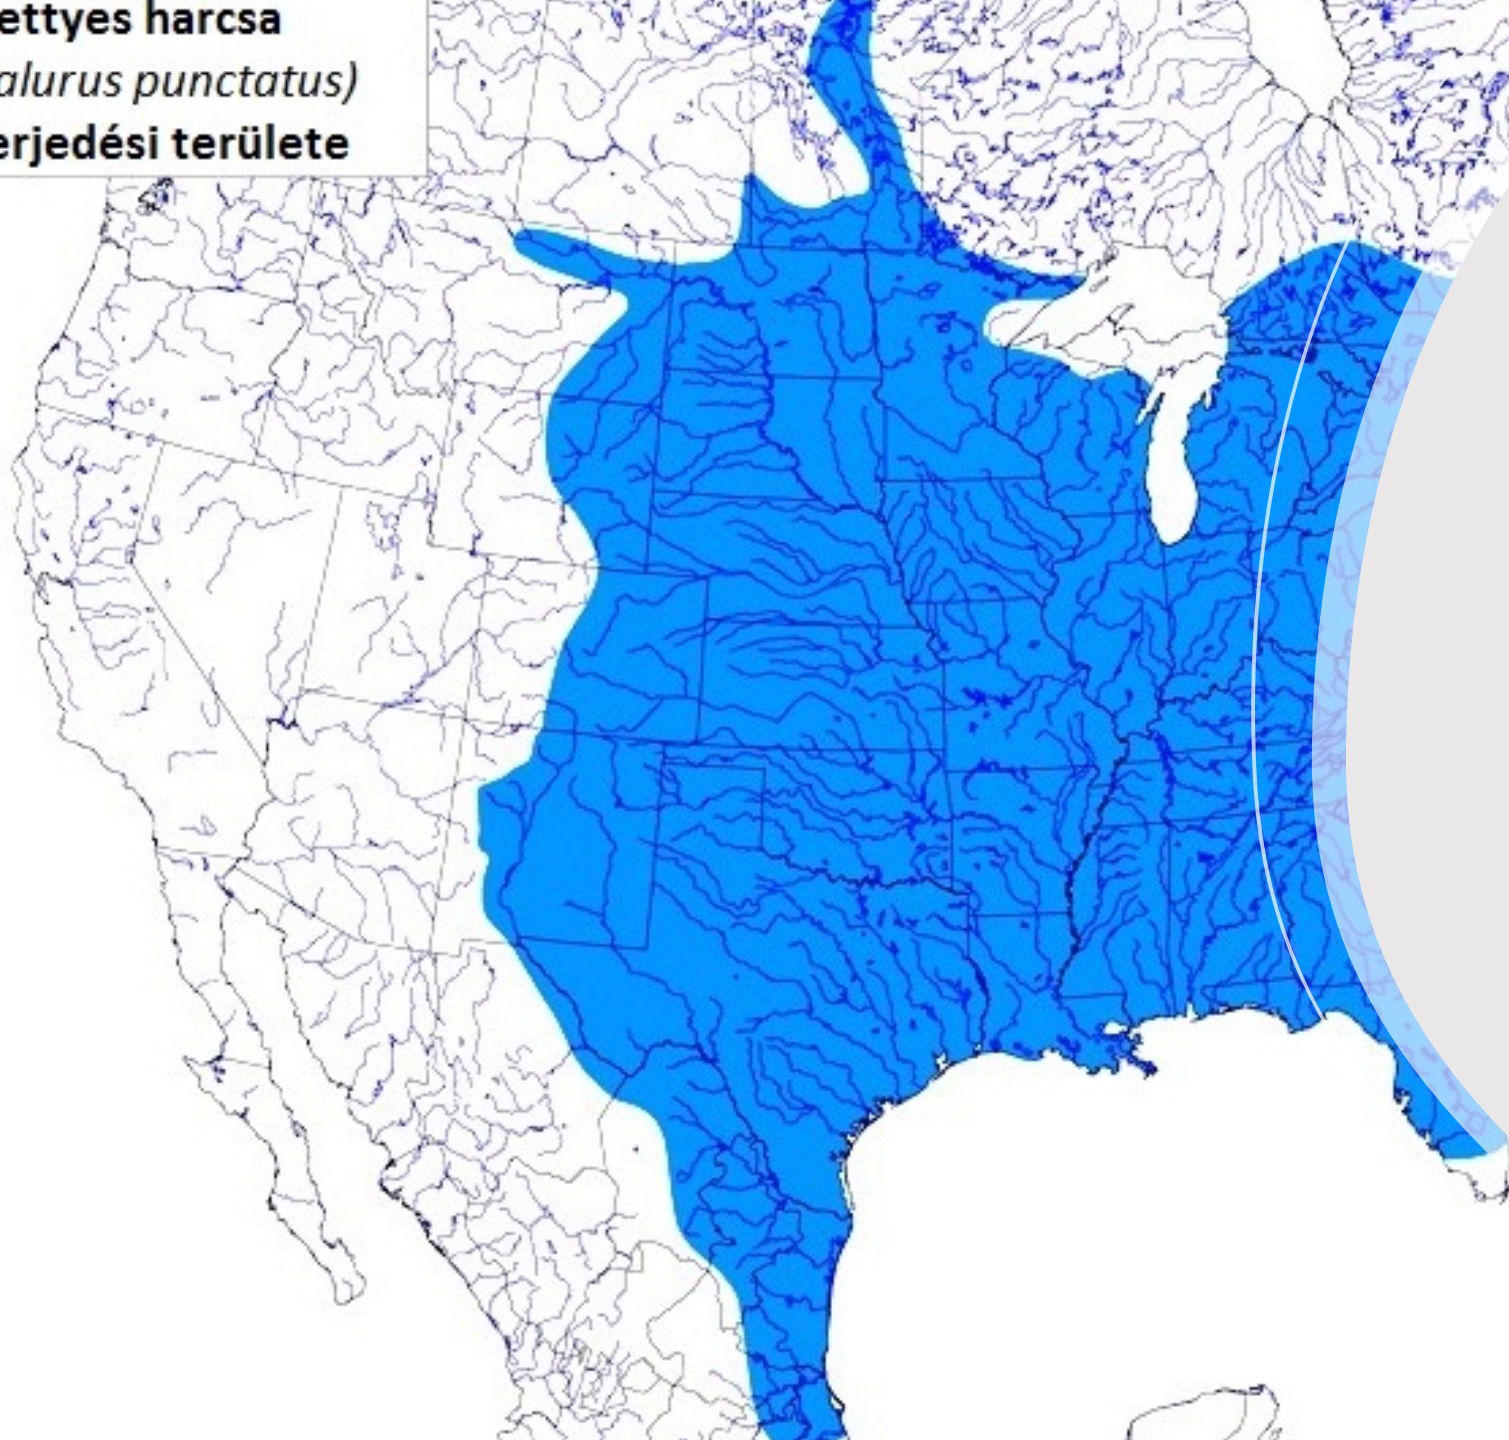 ettyes harcsa
alurus punctatus)
erjedési területe